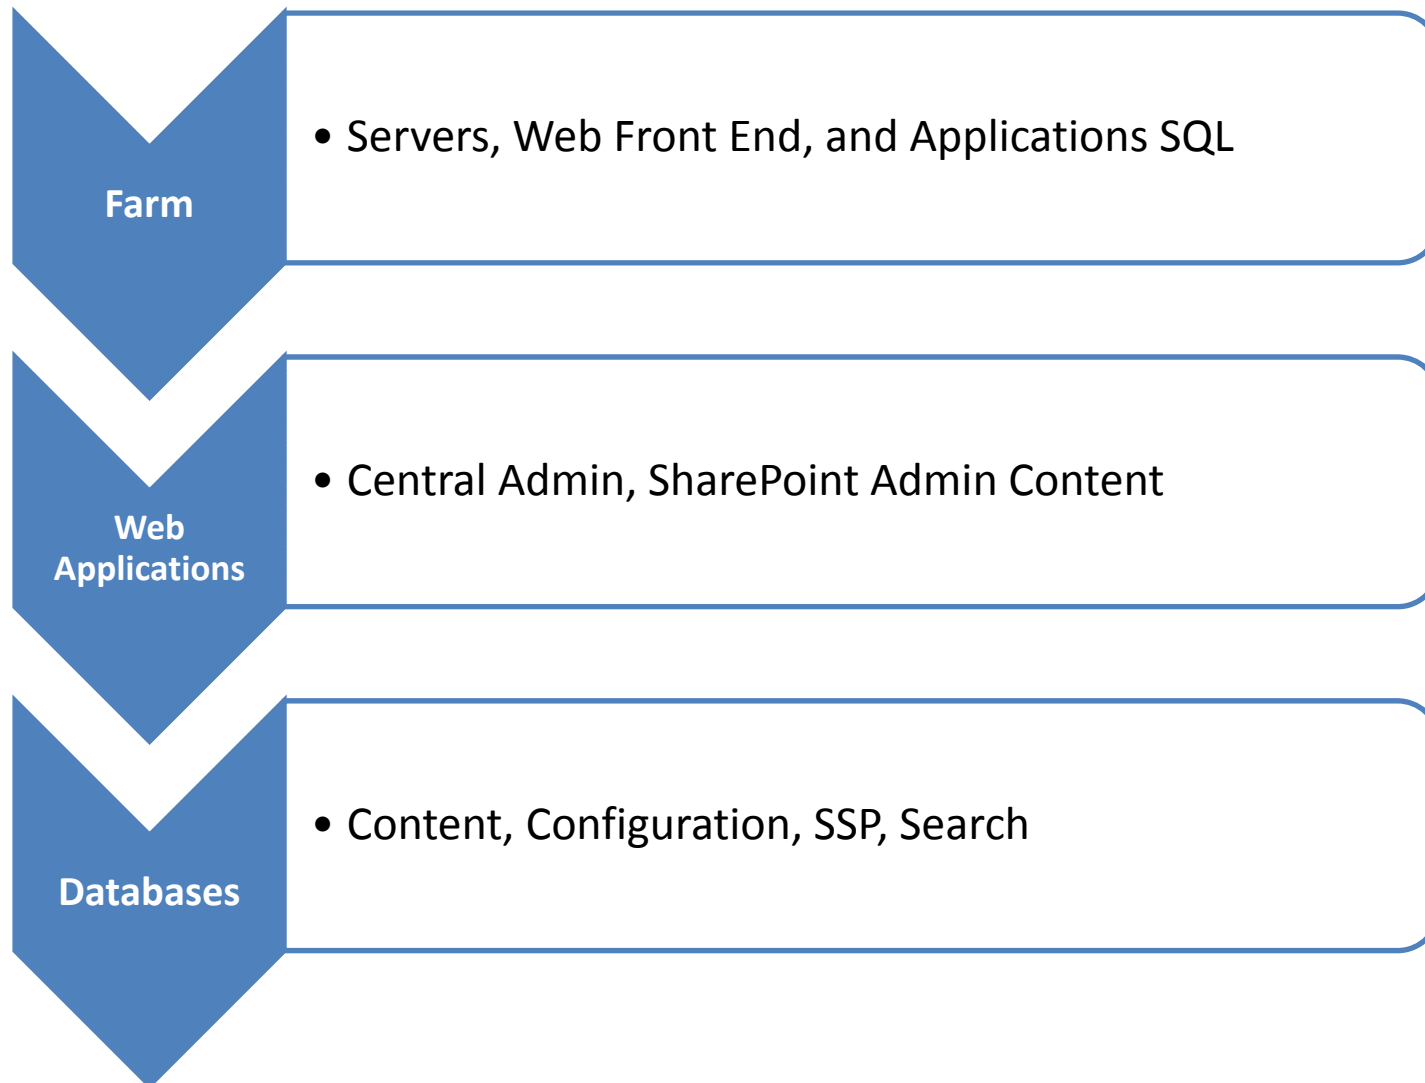 Farm
• Servers, Web Front End, and Applications SQL
Web
Applications
• Central Admin, SharePoint Admin Content
Databases
• Content, Configuration, SSP, Search